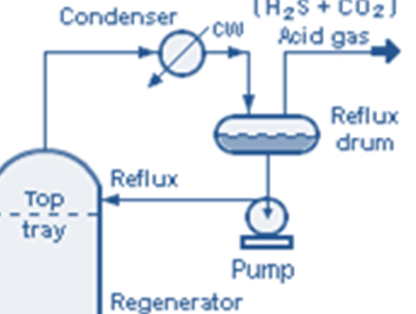 (H₂S + CO₂)
Condenser
CW
Acid gas
Reflux
drum
Reflux
Top
tray
Pump
Regenerator